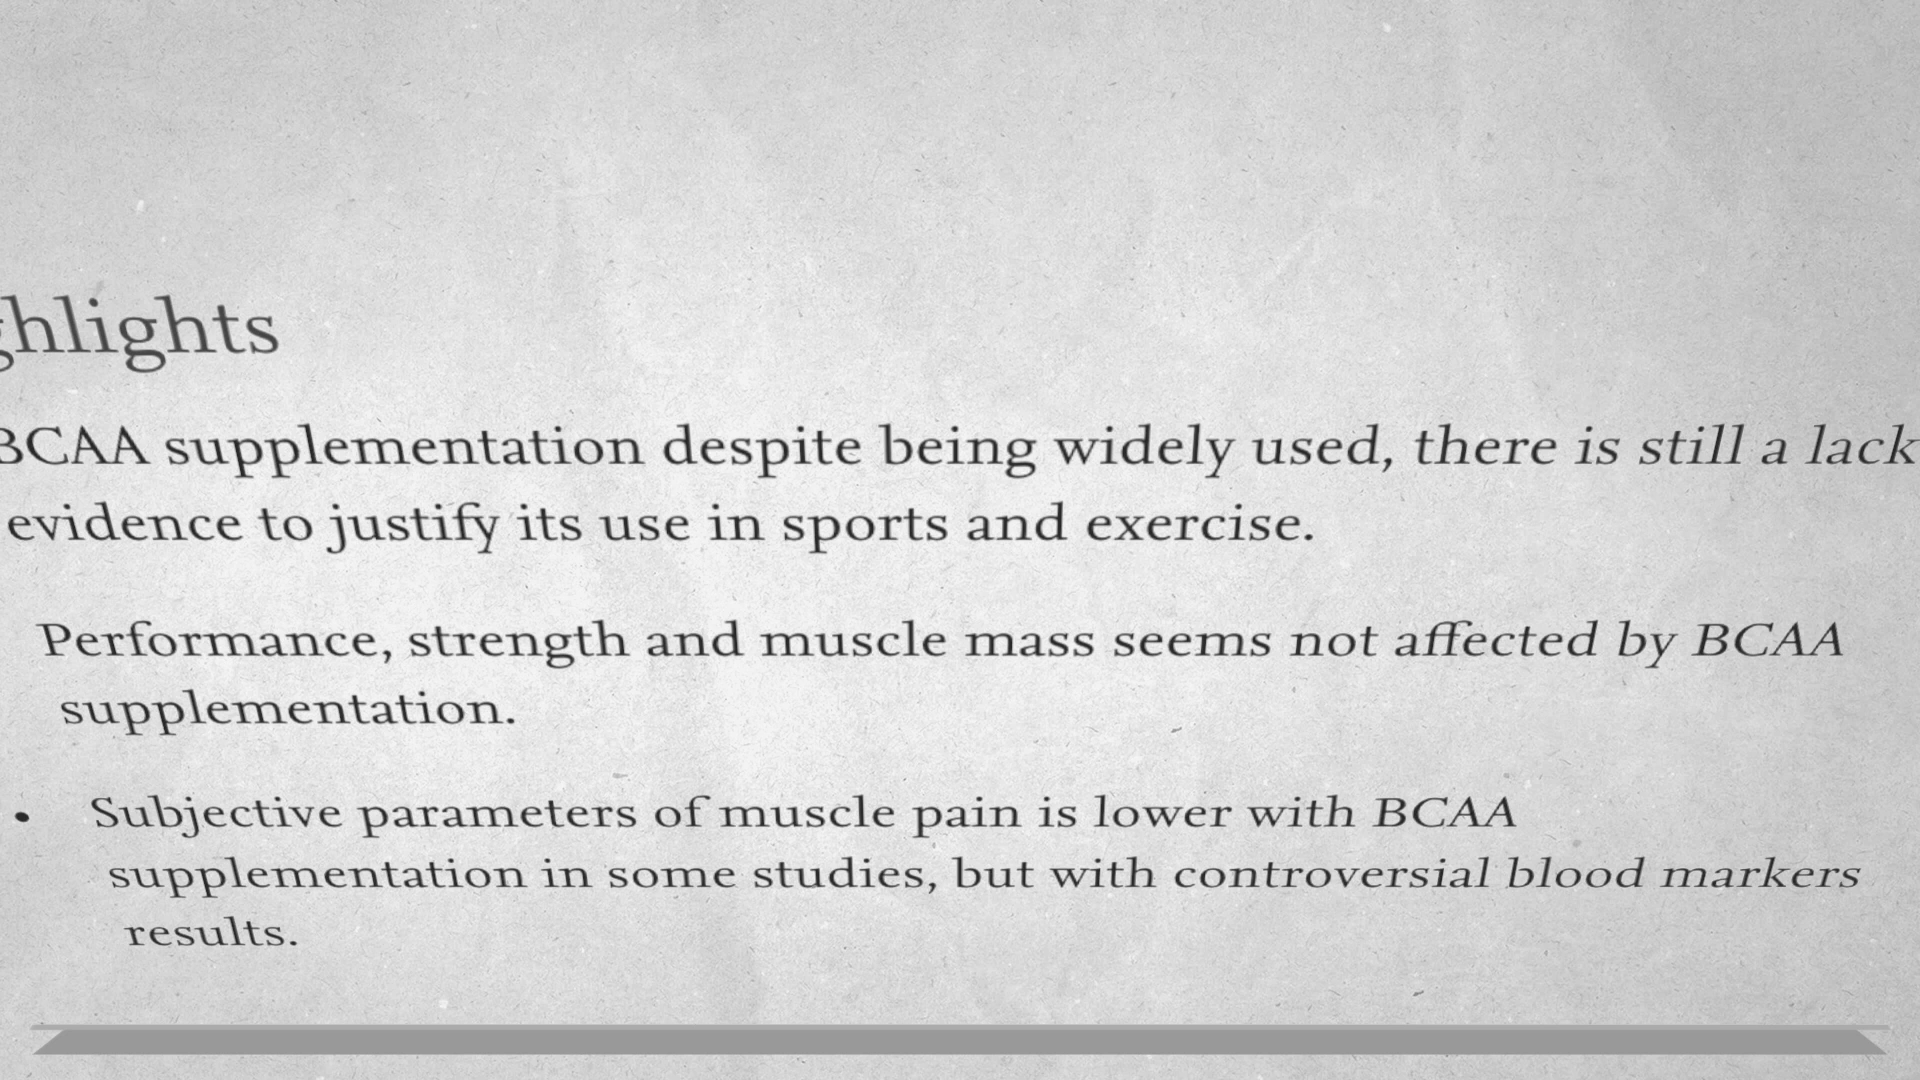 ghlights
BCAA supplementation despite being widely used, there is still a lack
evidence to justify its use in sports and exercise.
Performance, strength and muscle mass seems not affected by BCAA
supplementation.
• Subjective parameters of muscle pain is lower with BCAA
supplementation in some studies, but with controversial blood markers
results.